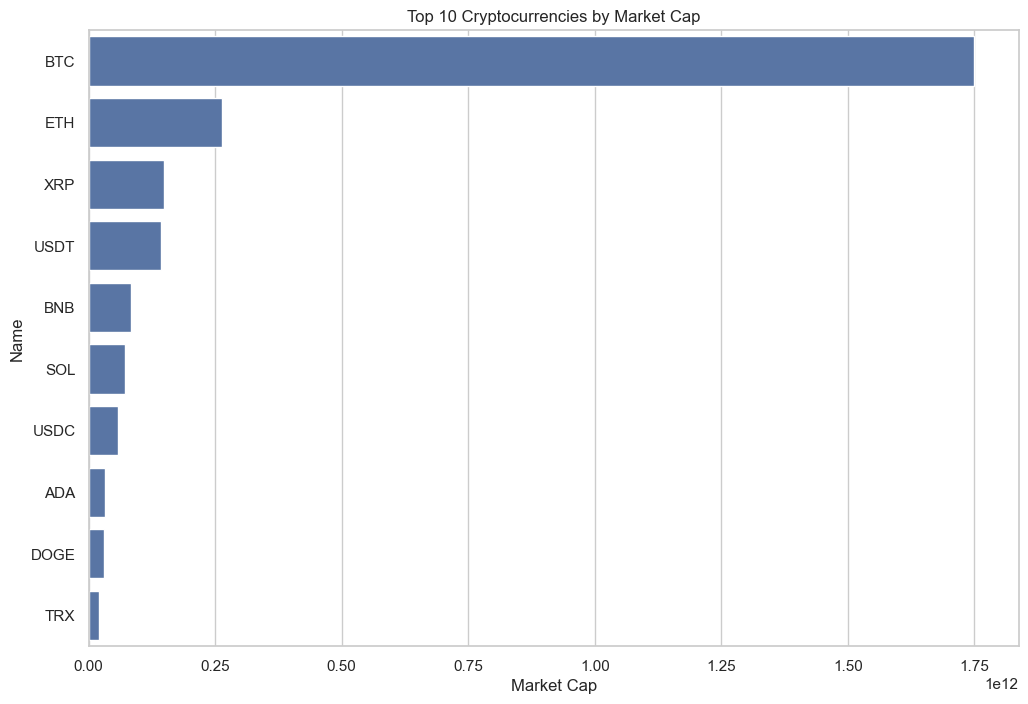 Top 10 Cryptocurrencies by Market Cap
BTC
ETH
XRP
USDT
BNB
SOL
USDC
ADA
DOGE
TRX
Name
0.00 0.25 0.50 0.75 1.00 1.25 1.50 1.75
1e12
Market Cap